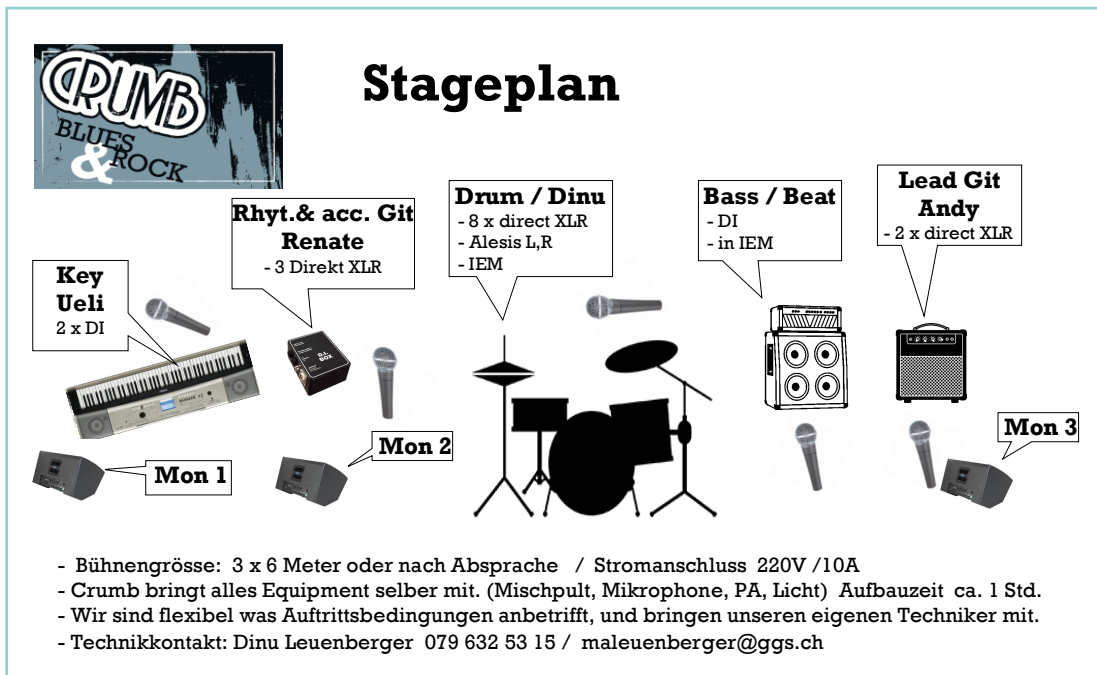 CRUMB
BLUES
& ROCK
Stageplan
Key
Ueli
2 x DI
Rhyt.& acc. Git
Renate
- 3 Direkt XLR
D.I.
BOX
Drum / Dinu
- 8 x direct XLR
- Alesis L,R
- IEM
Bass / Beat
- DI
- in IEM
Lead Git
Andy
- 2 x direct XLR
Mon 1
Mon 2
Mon 3
- Bühnengrösse: 3 x 6 Meter oder nach Absprache / Stromanschluss 220V /10A
- Crumb bringt alles Equipment selber mit. (Mischpult, Mikrophone, PA, Licht) Aufbauzeit ca. 1 Std.
- Wir sind flexibel was Auftrittsbedingungen anbetrifft, und bringen unseren eigenen Techniker mit.
- Technikkontakt: Dinu Leuenberger 079 632 53 15 / maleuenberger@ggs.ch